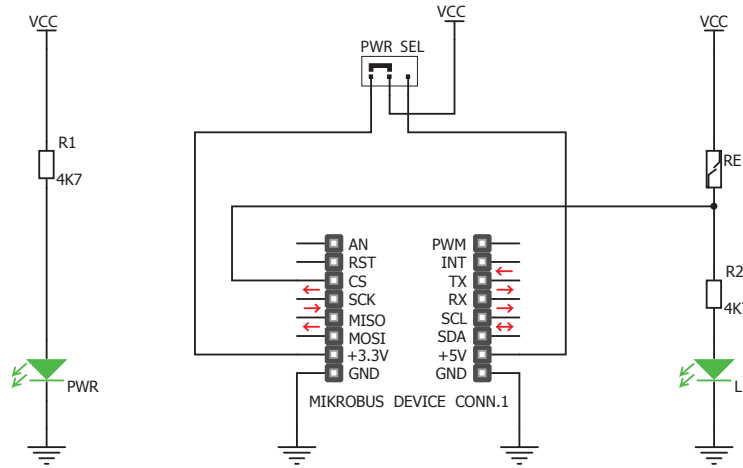 VCC
VCC
VCC
PWR SEL
R1
4K7
RE
AN
PWM
RST
INT
CS
TX
SCK
RX
MISO
SCL
MOSI
SDA
+3.3V
+5V
GND
GND
R2
4K
PWR
L
MIKROBUS DEVICE CONN.1